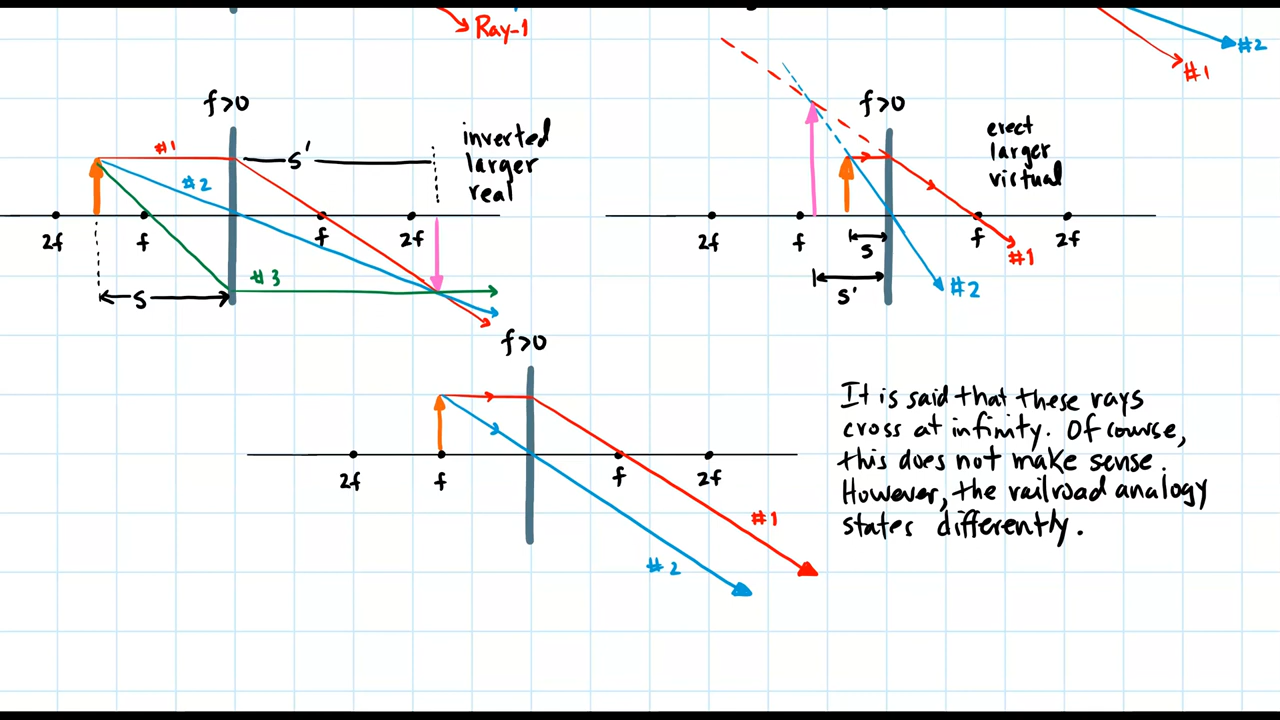 Ray-1
#2
#1
f>0
#1
S'
#2
inverted
larger
real
2f
f
f
2f
#3
S
f>0
erect
larger
virtual
2f
f
f
2f
S
#1
S'
#2
f>0
2f
f
f
2f
#1
#2
It is said that these rays
cross at infinity. Of course,
this does not make sense.
However, the railroad analogy
states differently.